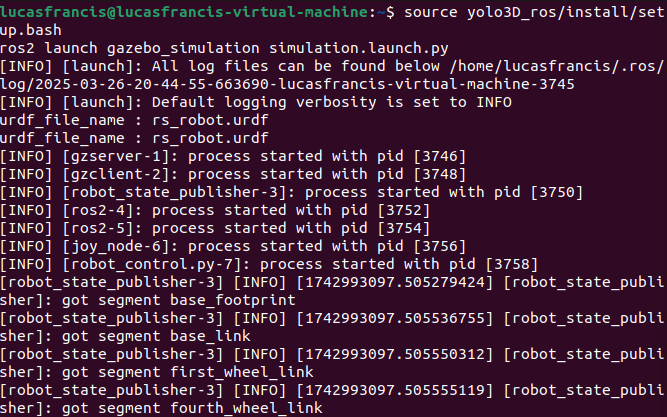 lucasfrancis@lucasfrancis-virtual-machine:~$ source yolo3D_ros/install/set
up.bash
ros2 launch gazebo_simulation simulation.launch.py
[INFO] [launch]: All log files can be found below /home/lucasfrancis/.ros/
log/2025-03-26-20-44-55-663690-lucasfrancis-virtual-machine-3745
[INFO] [launch]: Default logging verbosity is set to INFO
urdf_file_name : rs_robot.urdf
urdf_file_name : rs_robot.urdf
[INFO] [gzserver-1]: process started with pid [3746]
[INFO] [gzclient-2]: process started with pid [3748]
[INFO] [robot_state_publisher-3]: process started with pid [3750]
[INFO] [ros2-4]: process started with pid [3752]
[INFO] [ros2-5]: process started with pid [3754]
[INFO] [joy_node-6]: process started with pid [3756]
[INFO] [robot_control.py-7]: process started with pid [3758]
[robot_state_publisher-3] [INFO] [1742993097.505279424] [robot_state_publi
sher]: got segment base_footprint
[robot_state_publisher-3] [INFO] [1742993097.505536755] [robot_state_publi
sher]: got segment base_link
[robot_state_publisher-3] [INFO] [1742993097.505550312] [robot_state_publi
sher]: got segment first_wheel_link
[robot_state_publisher-3] [INFO] [1742993097.505555119] [robot_state_publi
sher]: got segment fourth_wheel_link